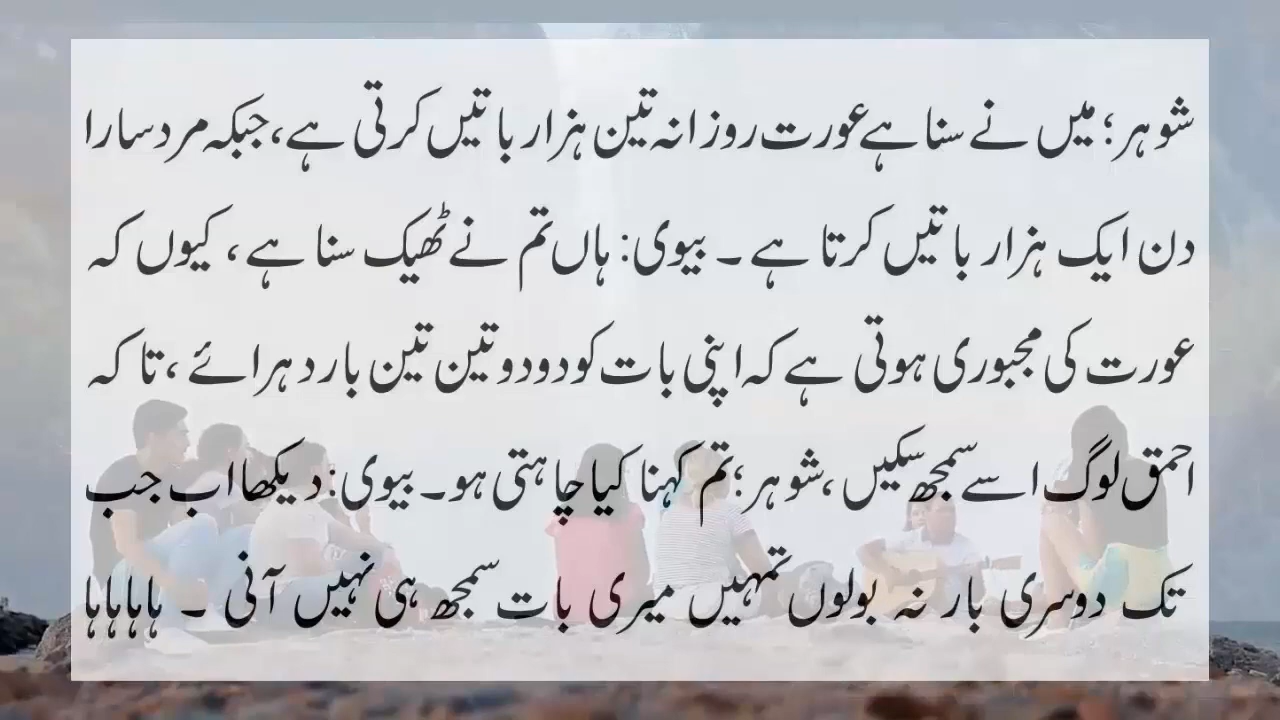 شوہر؛ میں نے سنا ہے عورت روزانہ تین ہزار باتیں کرتی ہے، جبکہ مرد سارا
دن ایک ہزار باتیں کرتا ہے ۔ بیوی: ہاں تم نے ٹھیک سنا ہے ، کیوں کہ
عورت کی مجبوری ہوتی ہے کہ اپنی بات کو دو دو تین تین بار دہرائے ، تا کہ
احمق لوگ اسے سمجھ سکیں ، شوہر ؛ تم کہنا کیا چاہتی ہو۔ بیوی: دیکھا اب جب
تک دوسری بار نہ بولوں تمہیں میری بات سمجھ ہی نہیں آنی ۔ ہاہاہاہا